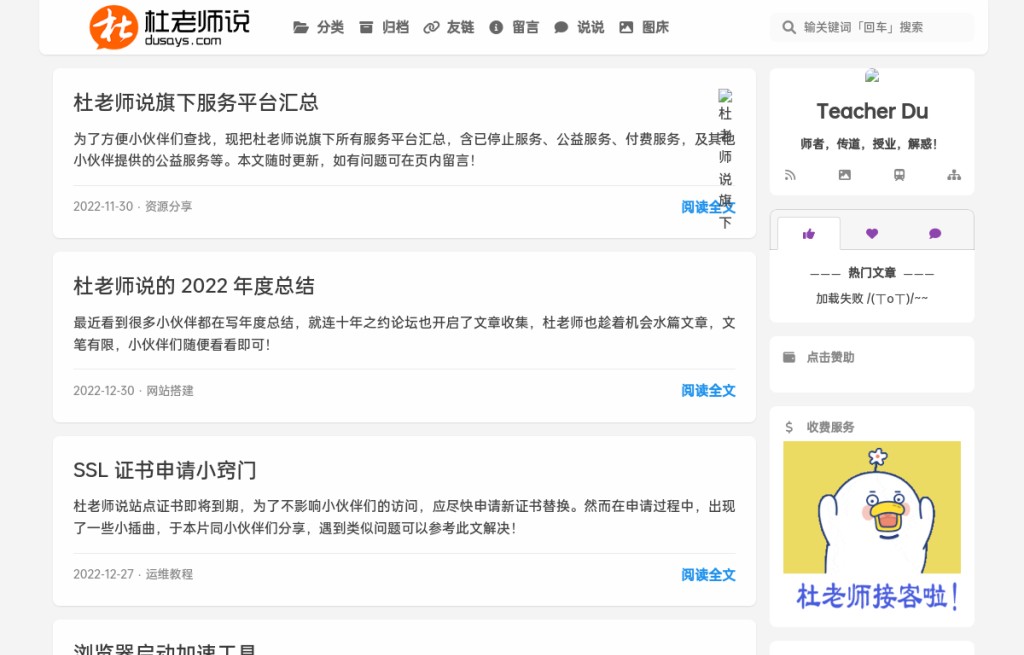 杜老师说
dusays.com
分类 归档 友链 留言 说说 图床
输关键词「回车」搜索
杜老师说旗下服务平台汇总
为了方便小伙伴们查找，现把杜老师说旗下所有服务平台汇总，含已停止服务、公益服务、付费服务，及其他
小伙伴提供的公益服务等。本文随时更新，如有问题可在页内留言！
杜老师说旗下
2022-11-30 · 资源分享
阅读全文
杜老师说的 2022 年度总结
最近看到很多小伙伴都在写年度总结，就连十年之约论坛也开启了文章收集，杜老师也趁着机会水篇文章，文
笔有限，小伙伴们随便看看即可！
2022-12-30 · 网站搭建
阅读全文
SSL 证书申请小窍门
杜老师说站点证书即将到期，为了不影响小伙伴们的访问，应尽快申请新证书替换。然而在申请过程中，出现
了一些小插曲，于本片同小伙伴们分享，遇到类似问题可以参考此文解决！
2022-12-27 · 运维教程
阅读全文
浏览器启动加速工具
Teacher Du
师者，传道，授业，解惑！
——— 热门文章 ———
加载失败 /(ㄒoㄒ)/~~
点击赞助
收费服务
杜老师接客啦！